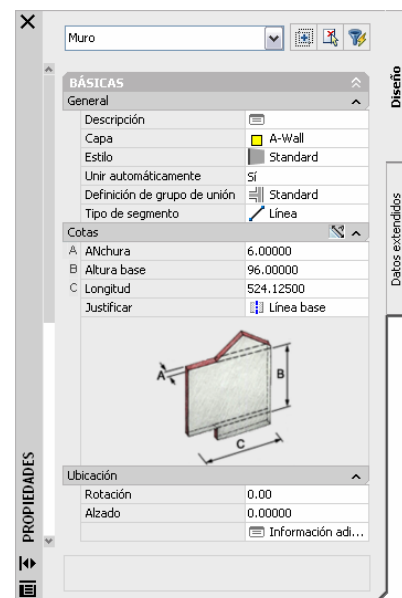 Muro
BÁSICAS
General
Descripción
Capa A-Wall
Estilo Standard
Unir automáticamente Sí
Definición de grupo de unión Standard
Tipo de segmento Línea
Cotas
A ANchura 6.00000
B Altura base 96.00000
C Longitud 524.12500
Justificar Línea base
A
B
C
Ubicación
Rotación 0.00
Alzado 0.00000
Información adi...
PROPIEDADES
Diseño
Datos extendidos